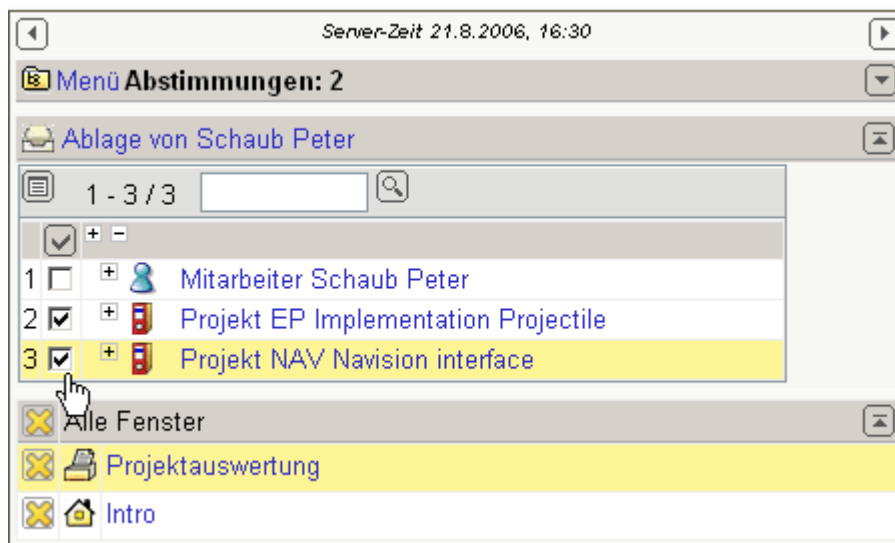 Server-Zeit 21.8.2006, 16:30
Menü Abstimmungen: 2
Ablage von Schaub Peter
1 - 3 / 3
1 Mitarbeiter Schaub Peter
2 Projekt EP Implementation Projectile
3 Projekt NAV Navision interface
Alle Fenster
Projektauswertung
Intro